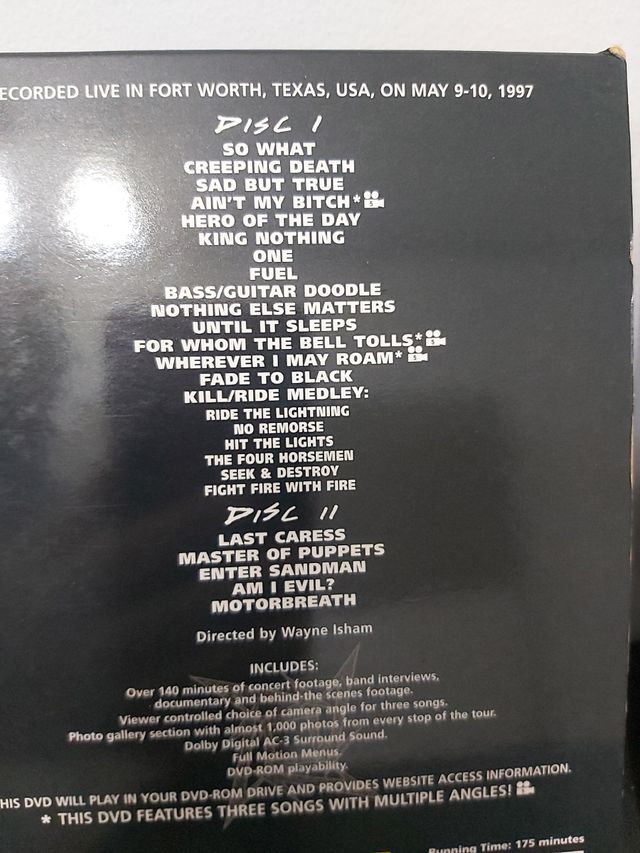 ECORDED LIVE IN FORT WORTH, TEXAS, USA, ON MAY 9-10, 1997
DISC I
SO WHAT
CREEPING DEATH
SAD BUT TRUE
AIN'T MY BITCH*
HERO OF THE DAY
KING NOTHING
ONE
FUEL
BASS/GUITAR DOODLE
NOTHING ELSE MATTERS
UNTIL IT SLEEPS
FOR WHOM THE BELL TOLLS*
WHEREVER I MAY ROAM*
FADE TO BLACK
KILL/RIDE MEDLEY:
RIDE THE LIGHTNING
NO REMORSE
HIT THE LIGHTS
THE FOUR HORSEMEN
SEEK & DESTROY
FIGHT FIRE WITH FIRE
DISC II
LAST CARESS
MASTER OF PUPPETS
ENTER SANDMAN
AM I EVIL?
MOTORBREATH
Directed by Wayne Isham
INCLUDES:
Over 140 minutes of concert footage, band interviews,
documentary and behind-the scenes footage.
Viewer controlled choice of camera angle for three songs.
Photo gallery section with almost 1,000 photos from every stop of the tour.
Dolby Digital AC-3 Surround Sound.
Full Motion Menus.
DVD-ROM playability.
HIS DVD WILL PLAY IN YOUR DVD-ROM DRIVE AND PROVIDES WEBSITE ACCESS INFORMATION.
* THIS DVD FEATURES THREE SONGS WITH MULTIPLE ANGLES!
Running Time: 175 minutes